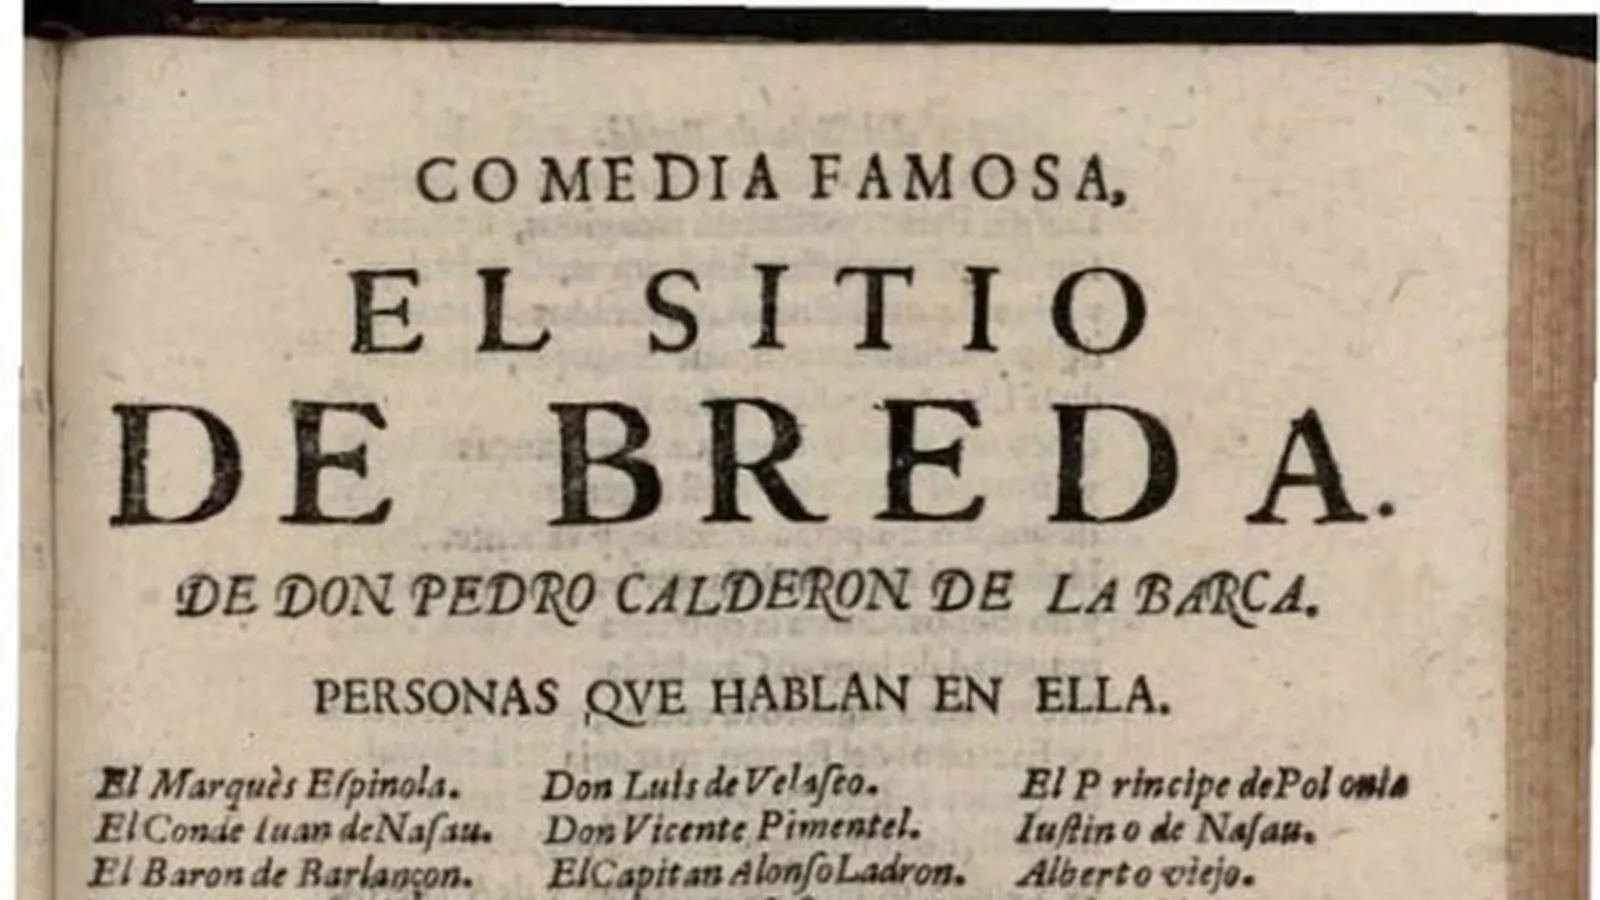 COMEDIA FAMOSA,
EL SITIO
DE BREDA.
DE DON PEDRO CALDERON DE LA BARCA.
PERSONAS QVE HABLAN EN ELLA.
El Marquès Eſpinola. Don Luis de Velaſco. El Principe de Polonia
El Conde Iuan de Naſau. Don Vicente Pimentel. Iuſtino de Naſau.
El Baron de Barlançon. El Capitan Alonſo Ladron. Alberto viejo.